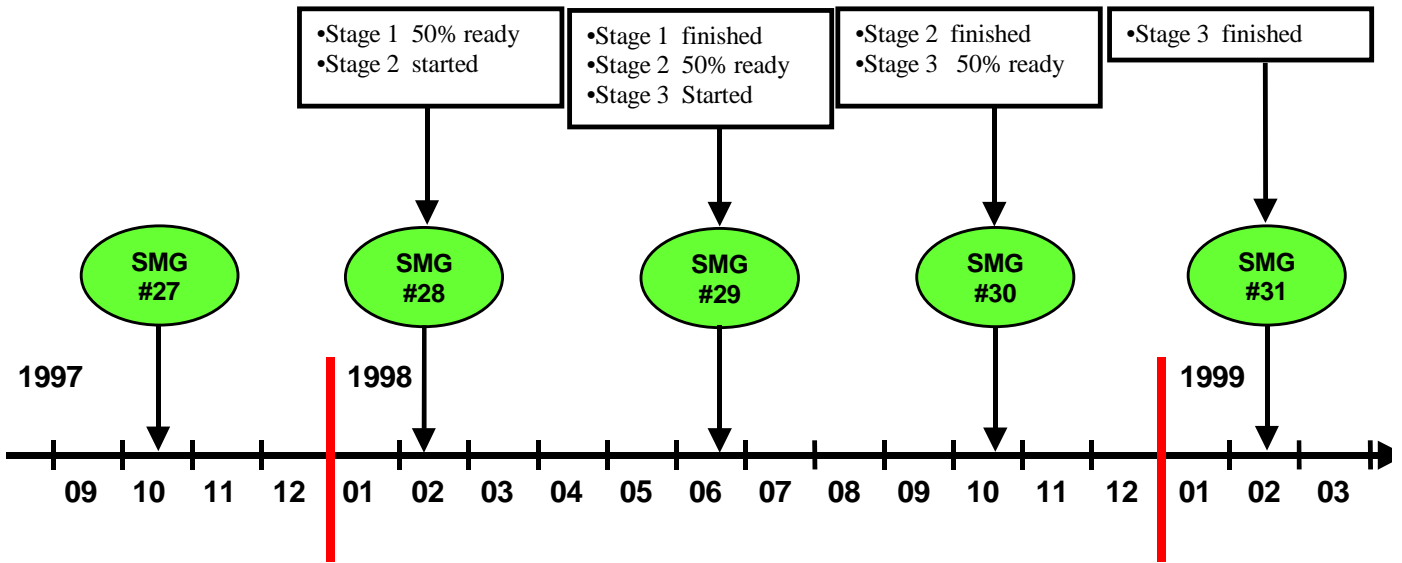 •Stage 1 50% ready
•Stage 2 started
•Stage 1 finished
•Stage 2 50% ready
•Stage 3 Started
•Stage 2 finished
•Stage 3 50% ready
•Stage 3 finished
SMG
#27
SMG
#28
SMG
#29
SMG
#30
SMG
#31
1997
1998
1999
09 10 11 12 01 02 03 04 05 06 07 08 09 10 11 12 01 02 03